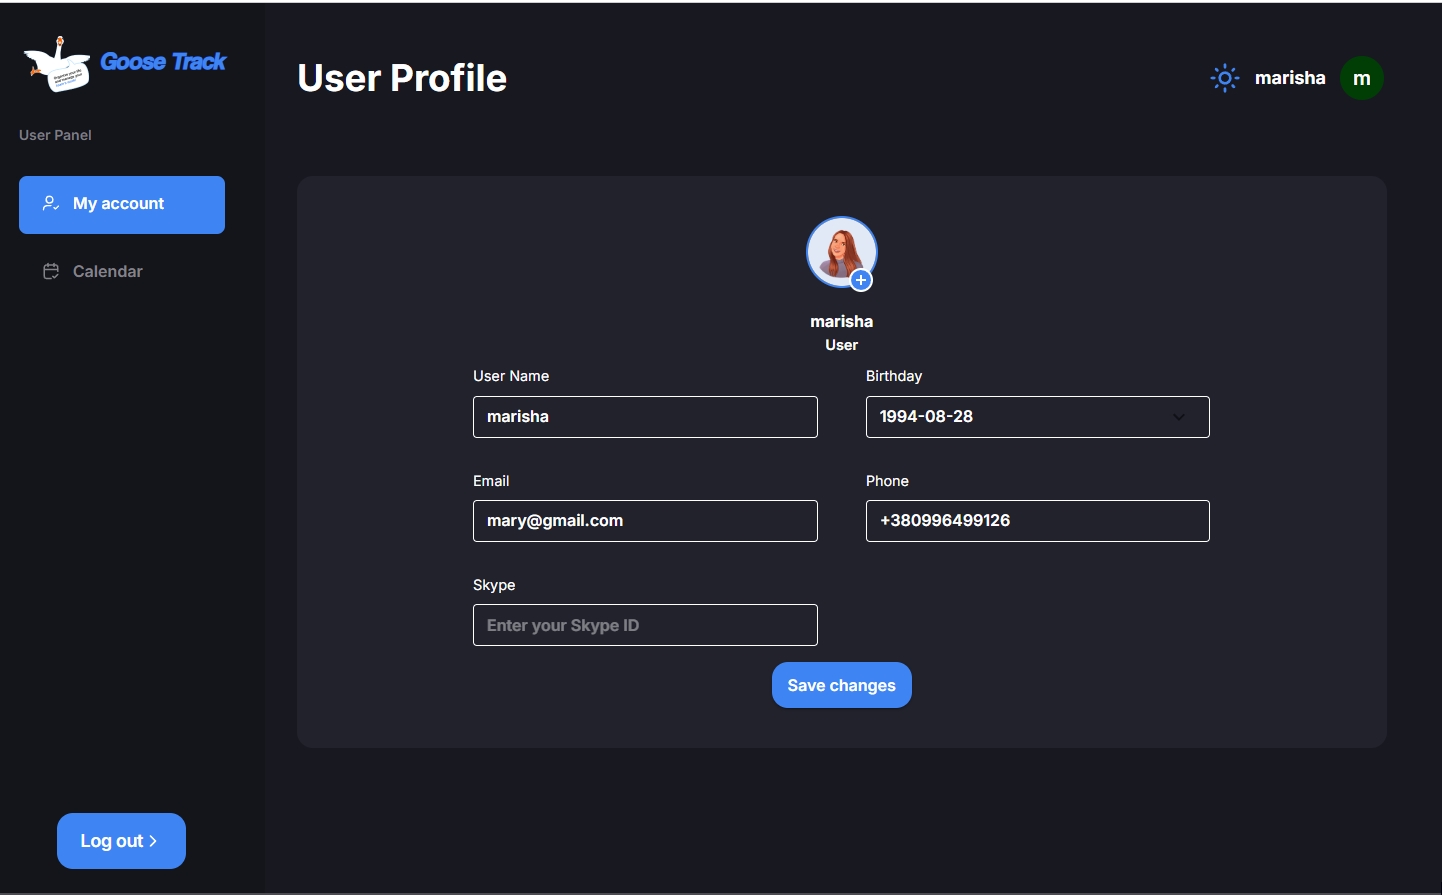 Goose Track
User Profile
marisha
m
User Panel
My account
Calendar
marisha
User
User Name
Birthday
marisha
1994-08-28
Email
Phone
mary@gmail.com
+380996499126
Skype
Enter your Skype ID
Save changes
Log out